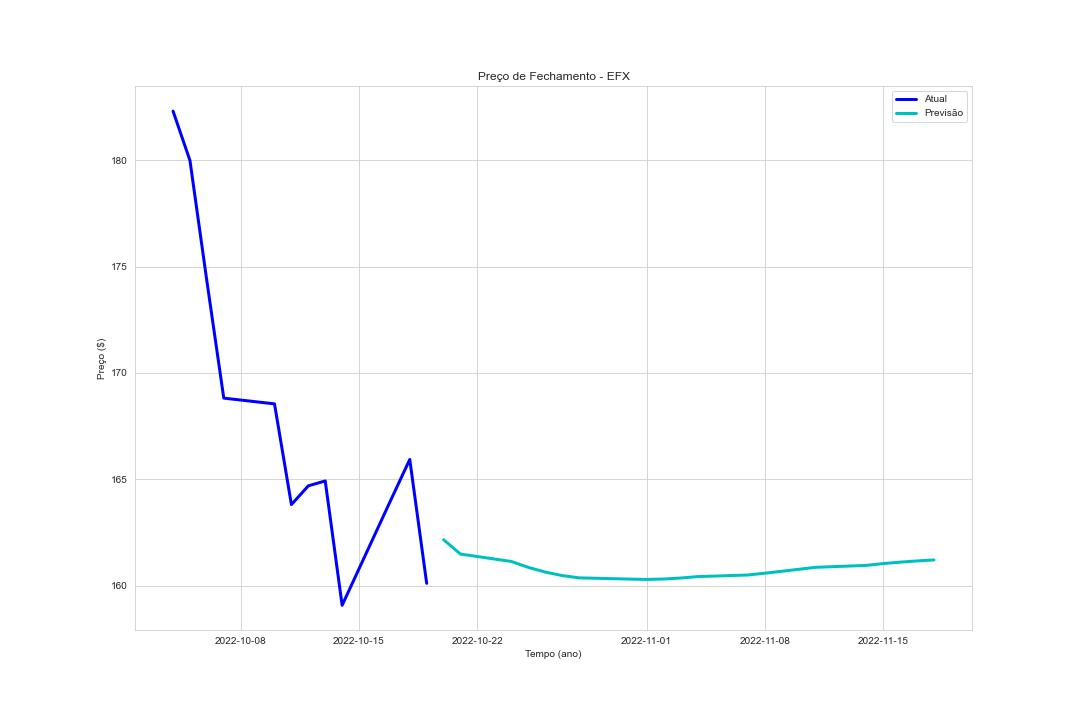 Preço de Fechamento - EFX
Atual
Previsão
Preço ($)
180
175
170
165
160
2022-10-08
2022-10-15
2022-10-22
2022-11-01
2022-11-08
2022-11-15
Tempo (ano)